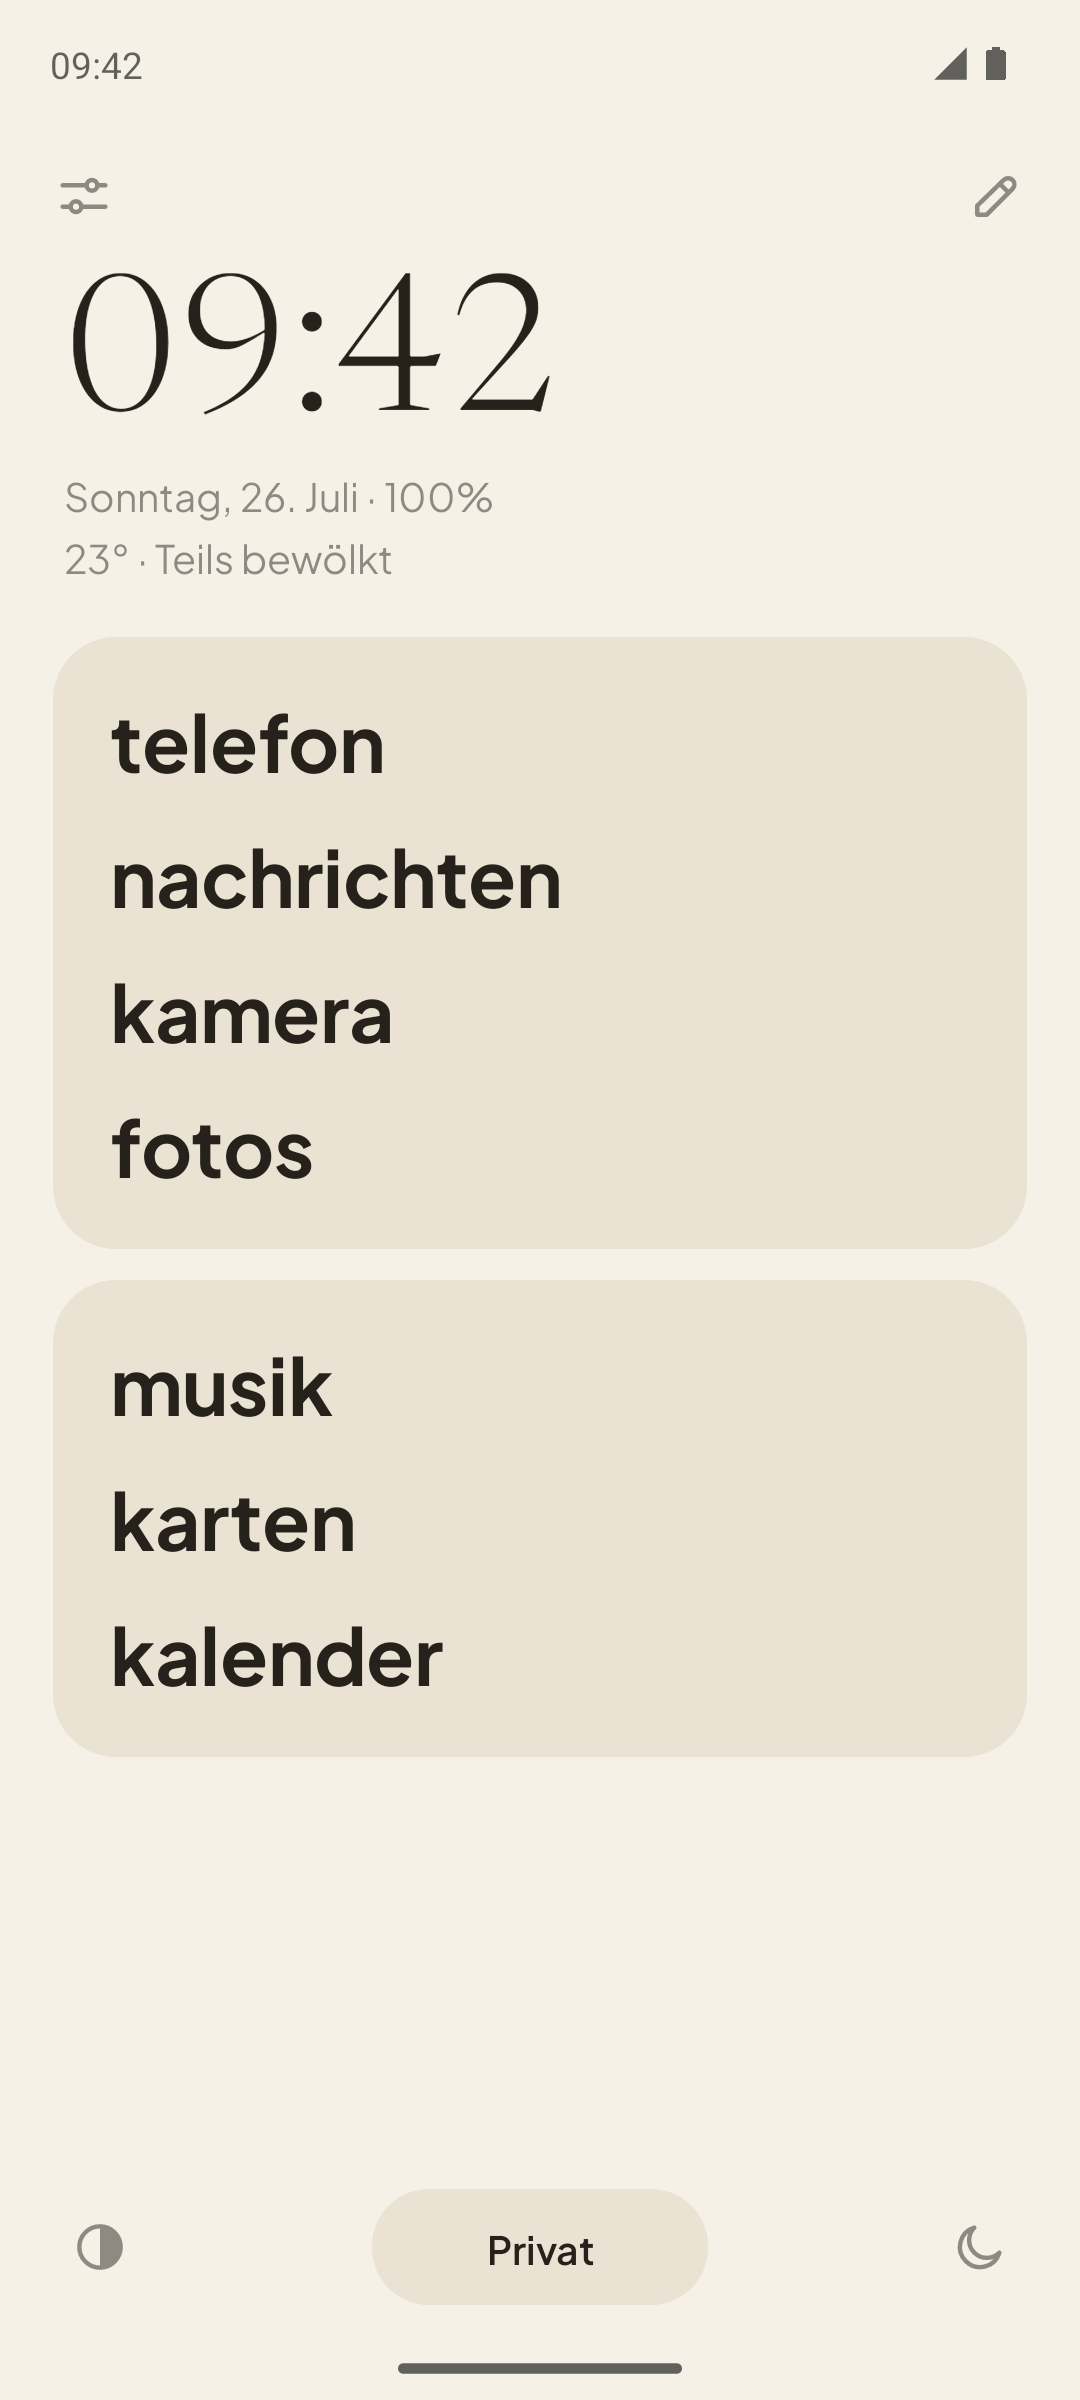 09:42
09:42
Sonntag, 26. Juli · 100%
23° · Teils bewölkt
telefon
nachrichten
kamera
fotos
musik
karten
kalender
Privat